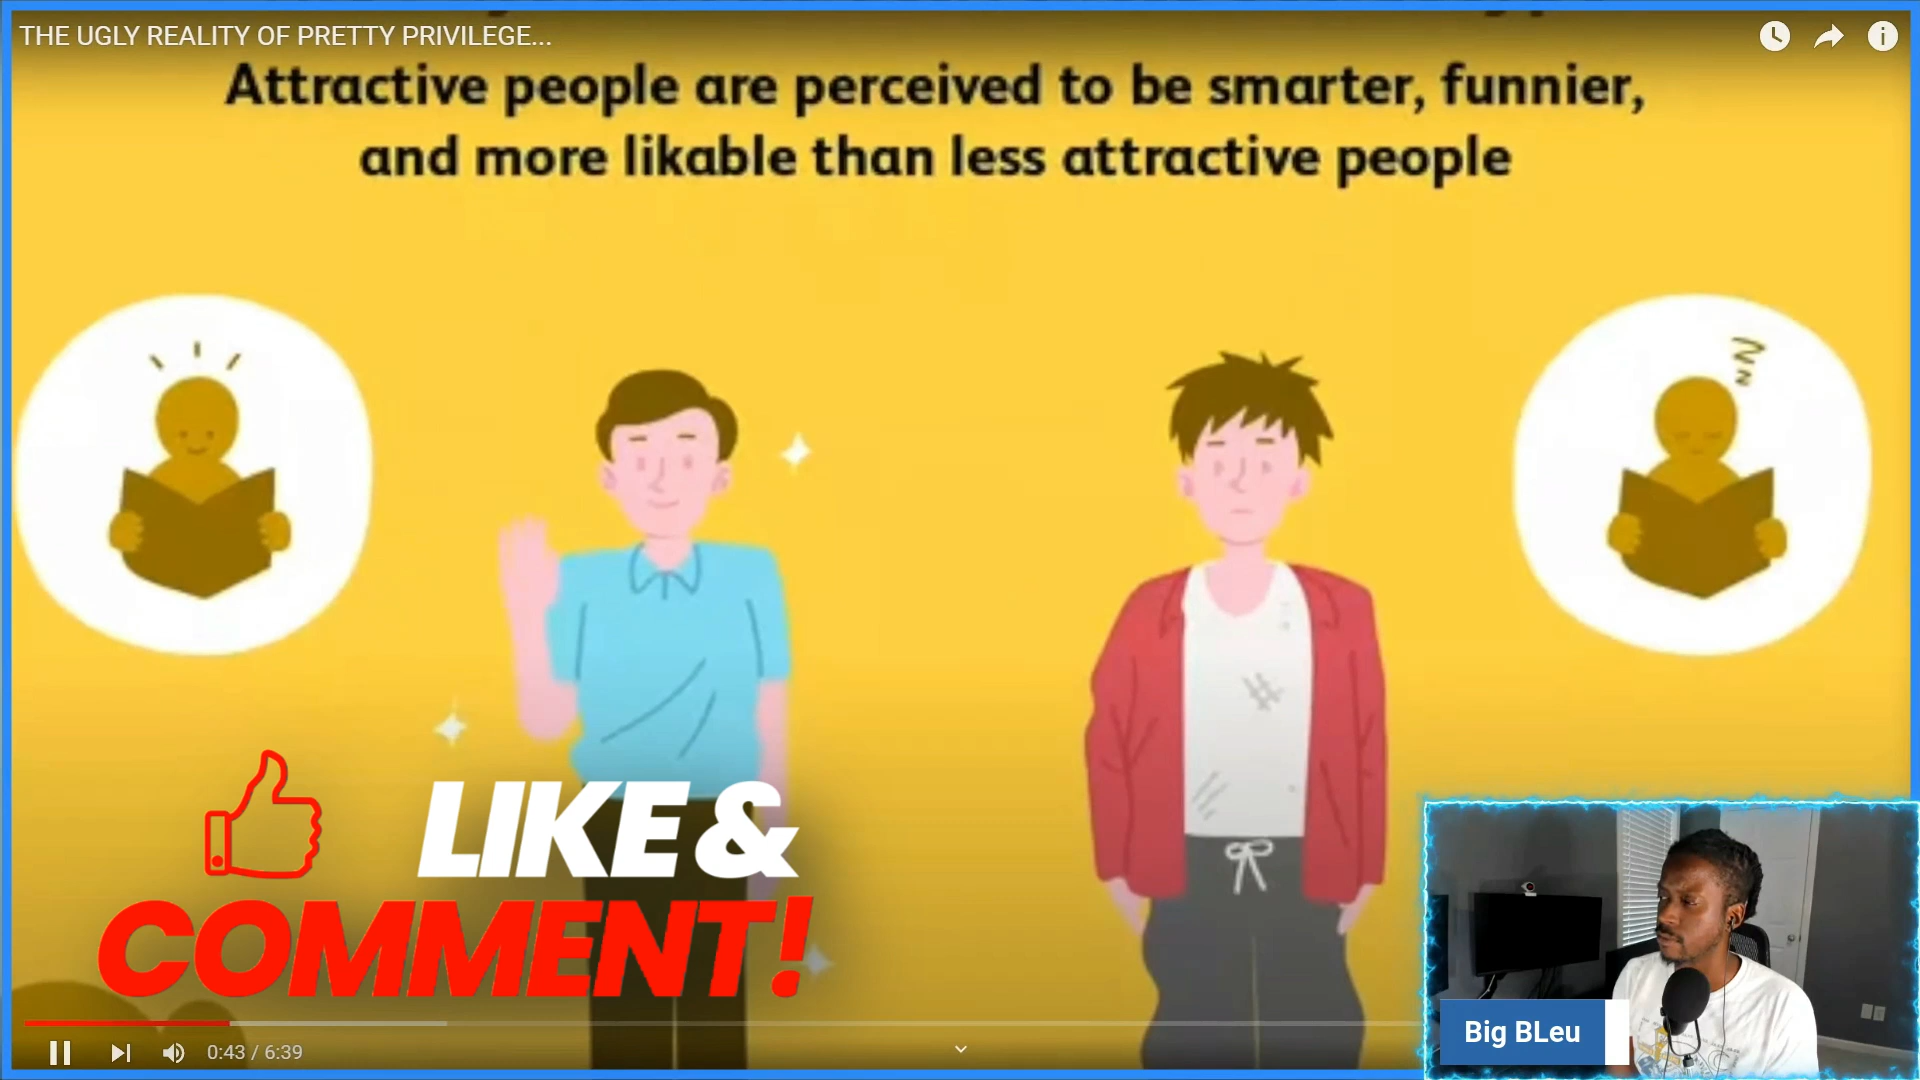 THE UGLY REALITY OF PRETTY PRIVILEGE...
Attractive people are perceived to be smarter, funnier,
and more likable than less attractive people
LIKE &
COMMENT!
0:43 / 6:39
Big BLeu